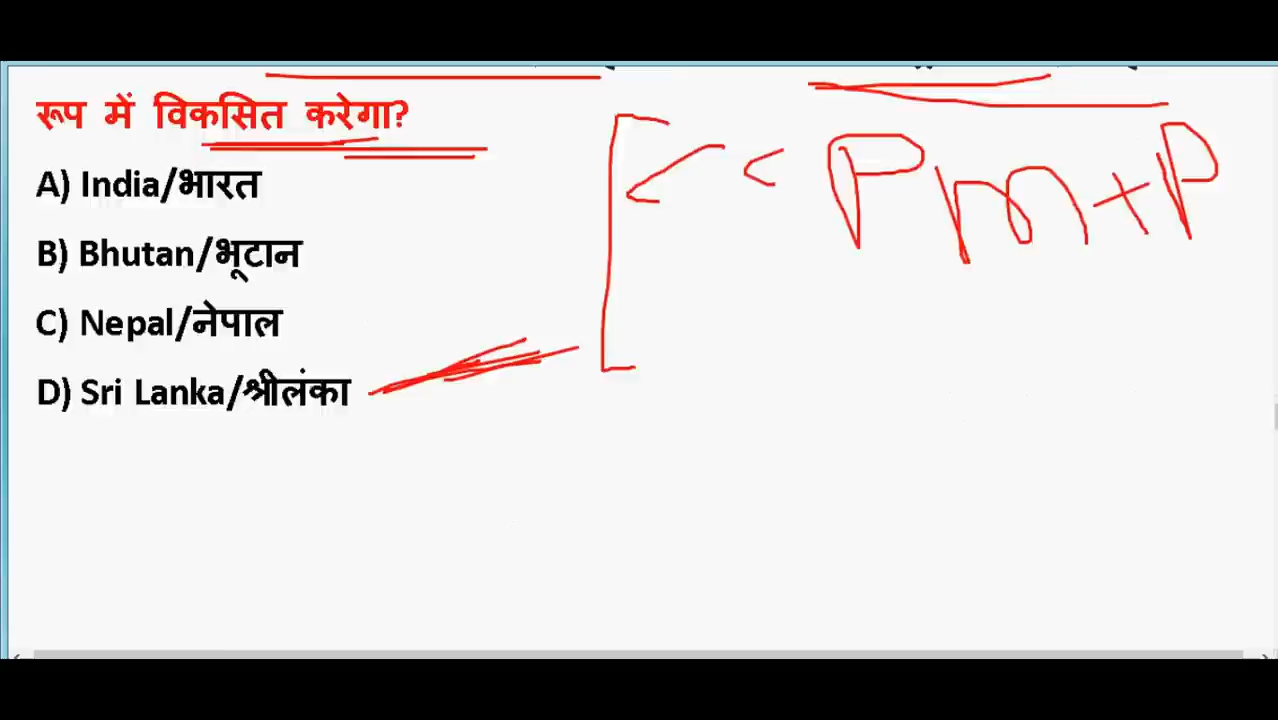 रूप में विकसित करेगा?
A) India/भारत
B) Bhutan/भूटान
C) Nepal/नेपाल
D) Sri Lanka/श्रीलंका
Pm+P